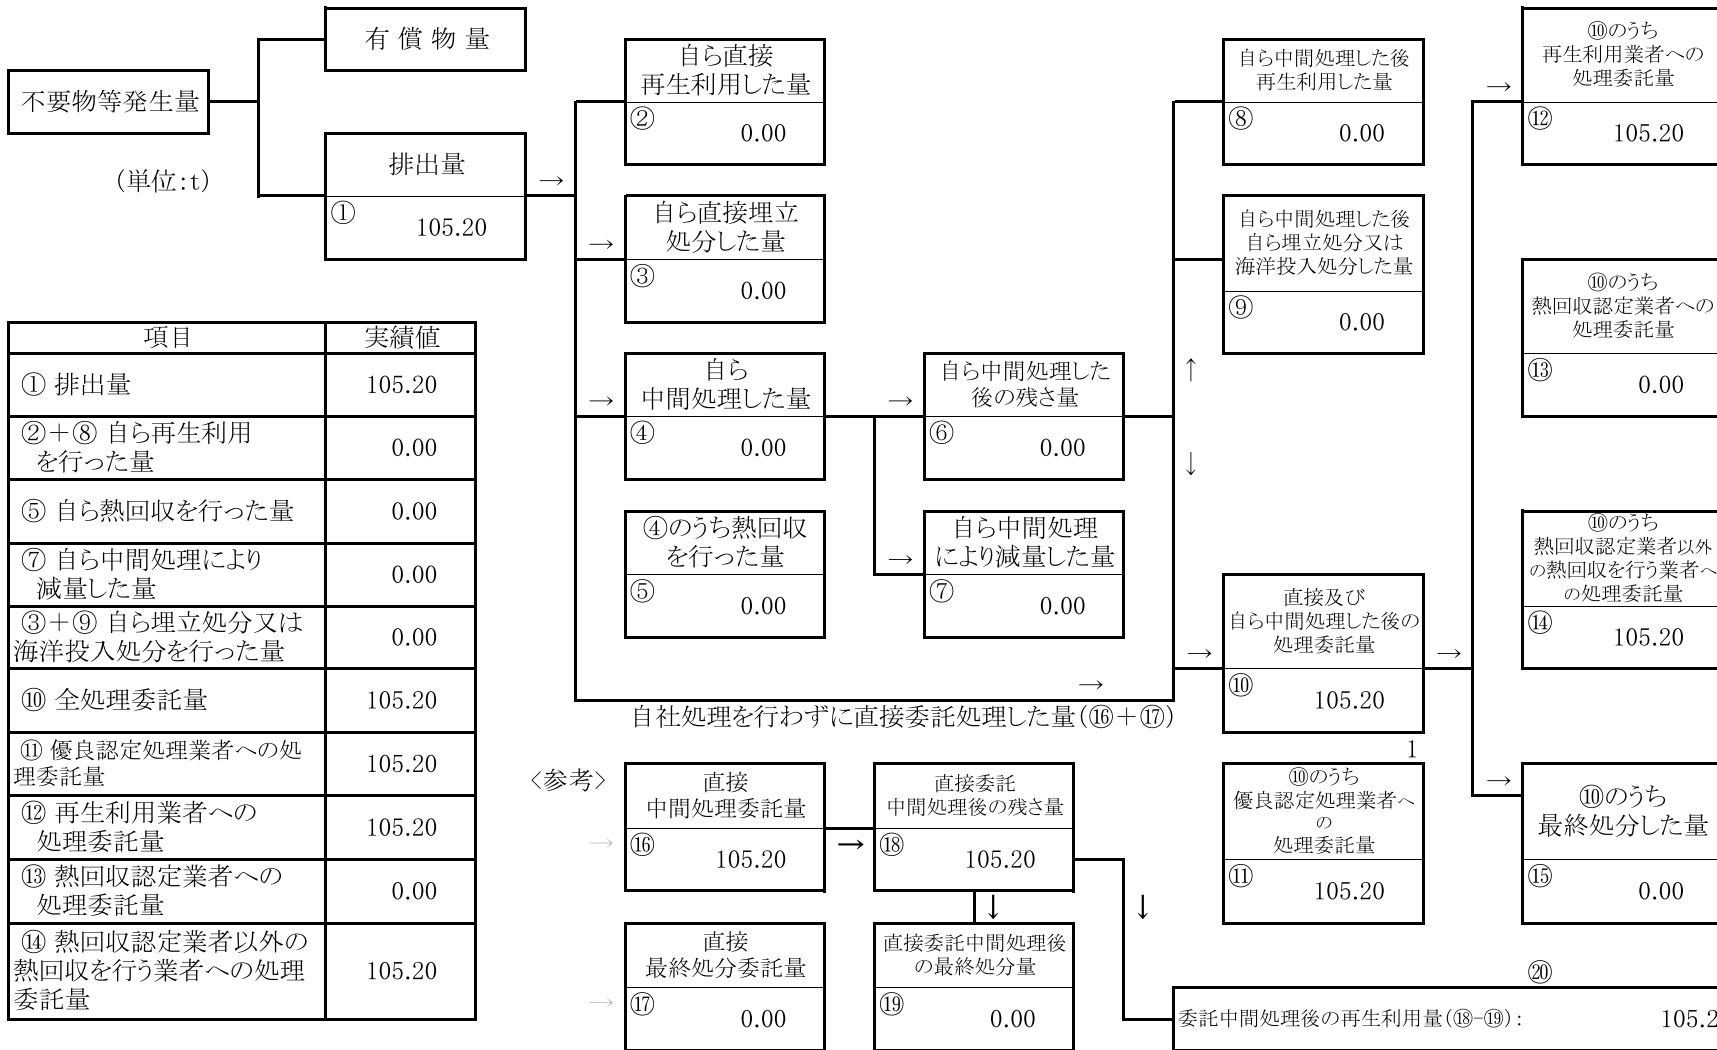 不要物等発生量
(単位:t)
有償物量
排出量
①
105.20
→
自ら直接
再生利用した量
②
0.00
→
自ら直接埋立
処分した量
③
0.00
→
自ら
中間処理した量
④
0.00
④のうち熱回収
を行った量
⑤
0.00
→
自ら中間処理した
後の残さ量
⑥
0.00
→
自ら中間処理
により減量した量
⑦
0.00
自ら中間処理した後
再生利用した量
⑧
0.00
自ら中間処理した後
自ら埋立処分又は
海洋投入処分した量
⑨
0.00
↑
↓
→
自社処理を行わずに直接委託処理した量(⑯+⑰)
→
直接及び
自ら中間処理した後の
処理委託量
⑩
105.20
1
⑩のうち
優良認定処理業者へ
の
処理委託量
⑪
105.20
→
→
⑩のうち
再生利用業者への
処理委託量
⑫
105.20
⑩のうち
熱回収認定業者への
処理委託量
⑬
0.00
⑩のうち
熱回収認定業者以外
の熱回収を行う業者へ
の処理委託量
⑭
105.20
→
⑩のうち
最終処分した量
⑮
0.00
項目 実績値
① 排出量 105.20
②+⑧ 自ら再生利用
を行った量 0.00
⑤ 自ら熱回収を行った量 0.00
⑦ 自ら中間処理により
減量した量 0.00
③+⑨ 自ら埋立処分又は
海洋投入処分を行った量 0.00
⑩ 全処理委託量 105.20
⑪ 優良認定処理業者への処
理委託量 105.20
⑫ 再生利用業者への
処理委託量 105.20
⑬ 熱回収認定業者への
処理委託量 0.00
⑭ 熱回収認定業者以外の
熱回収を行う業者への処理
委託量 105.20
<参考>
→
直接
中間処理委託量
⑯
105.20
→
直接委託
中間処理後の残さ量
⑱
105.20
↓
↓
→
直接
最終処分委託量
⑰
0.00
直接委託中間処理後
の最終処分量
⑲
0.00
⑳
委託中間処理後の再生利用量(⑱-⑲): 105.2